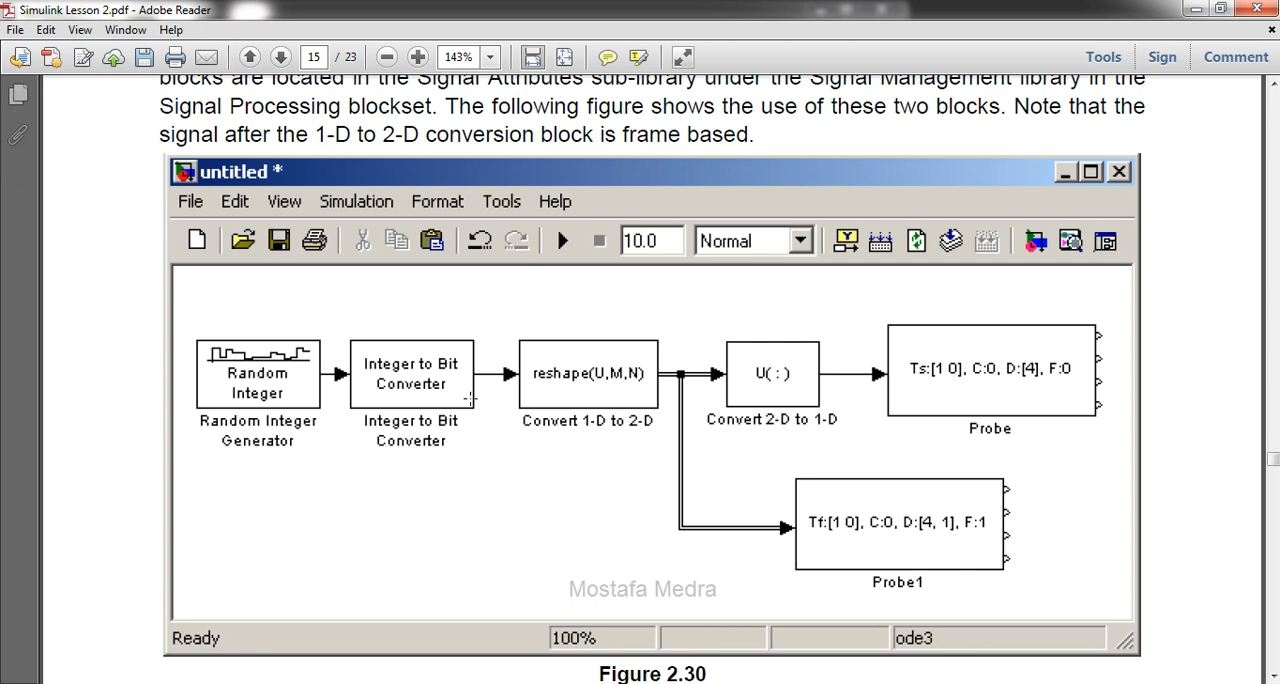 Simulink Lesson 2.pdf - Adobe Reader
File Edit View Window Help
15 / 23 143% Tools Sign Comment
blocks are located in the Signal Attributes sub-library under the Signal Management library in the
Signal Processing blockset. The following figure shows the use of these two blocks. Note that the
signal after the 1-D to 2-D conversion block is frame based.
untitled *
File Edit View Simulation Format Tools Help
10.0 Normal
Random
Integer
Random Integer
Generator
Integer to Bit
Converter
Integer to Bit
Converter
reshape(U,M,N)
Convert 1-D to 2-D
U( : )
Convert 2-D to 1-D
Ts:[1 0], C:0, D:[4], F:0
Probe
Tf:[1 0], C:0, D:[4, 1], F:1
Probe1
Mostafa Medra
Ready 100% ode3
Figure 2.30